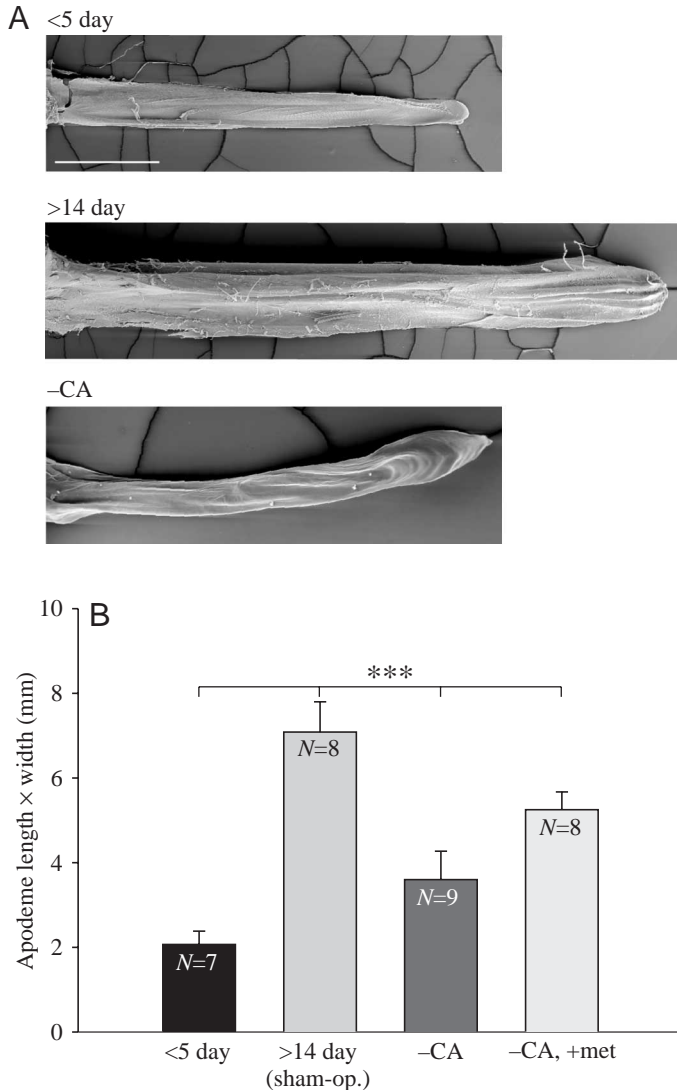 A
<5 day
>14 day
–CA
B
Apodeme length × width (mm)
10
8
6
4
2
0
***
N=7
N=8
N=9
N=8
<5 day
>14 day
(sham-op.)
–CA
–CA, +met